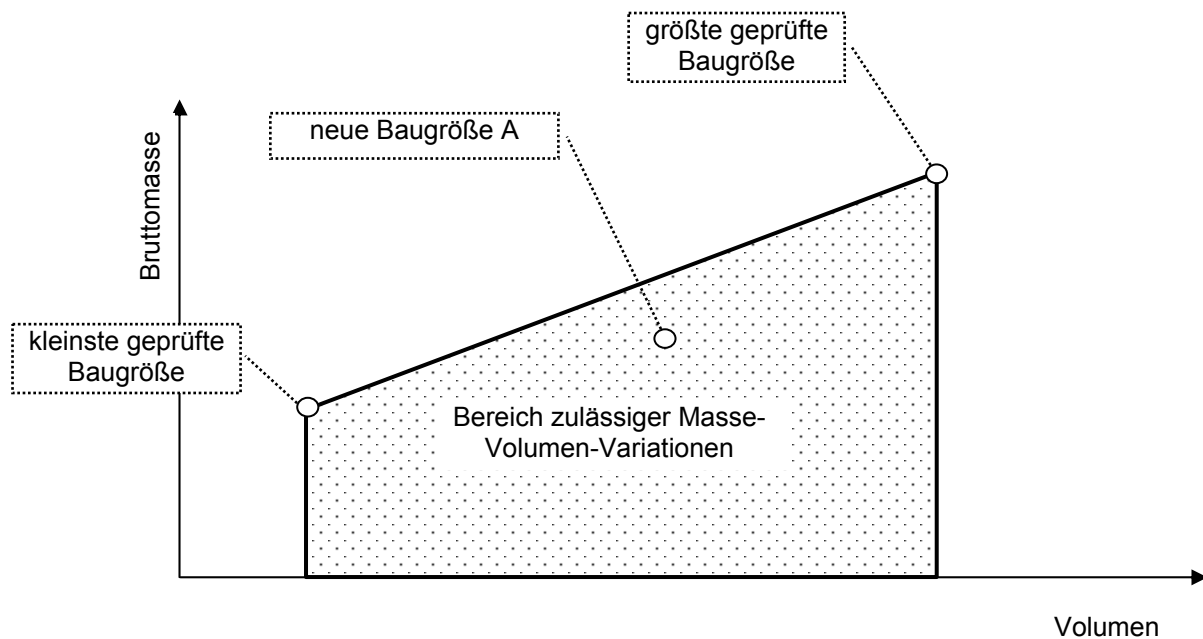 größte geprüfte
Baugröße
neue Baugröße A
Bruttomasse
kleinste geprüfte
Baugröße
Bereich zulässiger Masse-
Volumen-Variationen
Volumen